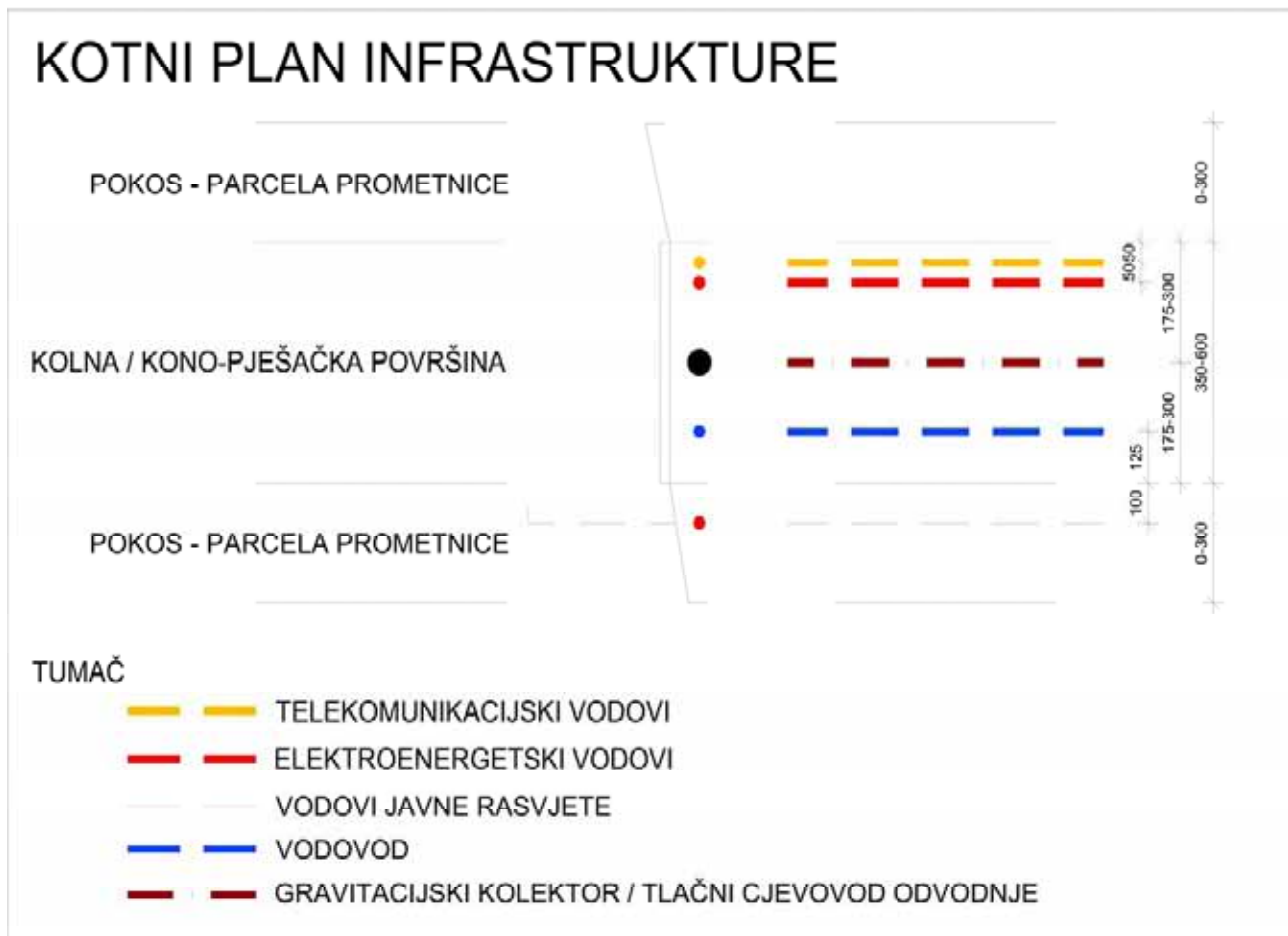 KOTNI PLAN INFRASTRUKTURE
POKOS - PARCELA PROMETNICE
0-300
5050
175-300
KOLNA / KONO-PJEŠAČKA POVRŠINA
350-600
175-300
125
100
POKOS - PARCELA PROMETNICE
0-300
TUMAČ
TELEKOMUNIKACIJSKI VODOVI
ELEKTROENERGETSKI VODOVI
VODOVI JAVNE RASVJETE
VODOVOD
GRAVITACIJSKI KOLEKTOR / TLAČNI CJEVOVOD ODVODNJE